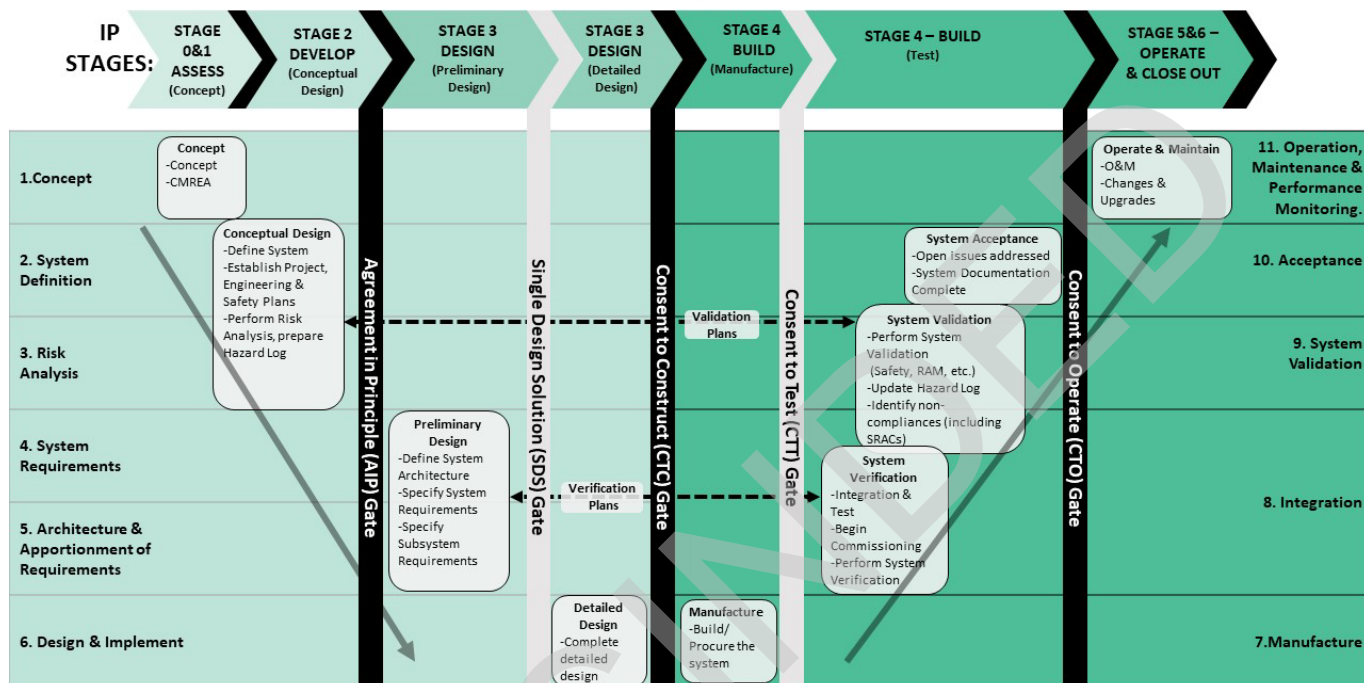 IP
STAGES:
STAGE
0&1
ASSESS
(Concept)
STAGE 2
DEVELOP
(Conceptual
Design)
STAGE 3
DESIGN
(Preliminary
Design)
STAGE 3
DESIGN
(Detailed
Design)
STAGE 4
BUILD
(Manufacture)
STAGE 4 – BUILD
(Test)
STAGE 5&6 –
OPERATE
& CLOSE OUT
1.Concept
2. System
Definition
3. Risk
Analysis
4. System
Requirements
5. Architecture &
Apportionment of
Requirements
6. Design & Implement
Concept
-Concept
-CMREA
Conceptual Design
-Define System
-Establish Project,
Engineering &
Safety Plans
-Perform Risk
Analysis, prepare
Hazard Log
Agreement in Principle (AIP) Gate
Preliminary
Design
-Define System
Architecture
-Specify System
Requirements
-Specify
Subsystem
Requirements
Single Design Solution (SDS) Gate
Verification
Plans
Detailed
Design
-Complete
detailed
design
Consent to Construct (CTC) Gate
Validation
Plans
Manufacture
-Build/
Procure the
system
Consent to Test (CTT) Gate
System Acceptance
-Open issues addressed
-System Documentation
Complete
System Validation
-Perform System
Validation
(Safety, RAM, etc.)
-Update Hazard Log
-Identify non-
compliances (including
SRACs)
System
Verification
-Integration &
Test
-Begin
Commissioning
-Perform System
Verification
Consent to Operate (CTO) Gate
Operate & Maintain
-O&M
-Changes &
Upgrades
11. Operation,
Maintenance &
Performance
Monitoring.
10. Acceptance
9. System
Validation
8. Integration
7.Manufacture
INDED